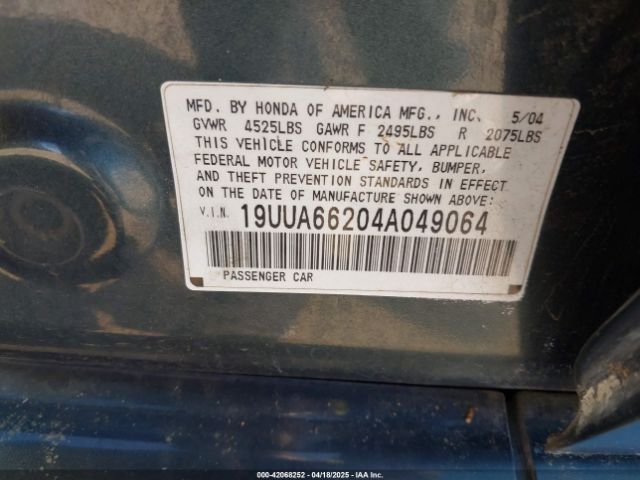 MFD. BY HONDA OF AMERICA MFG., INC. 5/04
GVWR 4525LBS GAWR F 2495LBS R 2075LBS
THIS VEHICLE CONFORMS TO ALL APPLICABLE
FEDERAL MOTOR VEHICLE SAFETY, BUMPER,
AND THEFT PREVENTION STANDARDS IN EFFECT
ON THE DATE OF MANUFACTURE SHOWN ABOVE:
V.I.N. 19UUA66204A049064
PASSENGER CAR
000-42068252 - 04/18/2025 - IAA Inc.